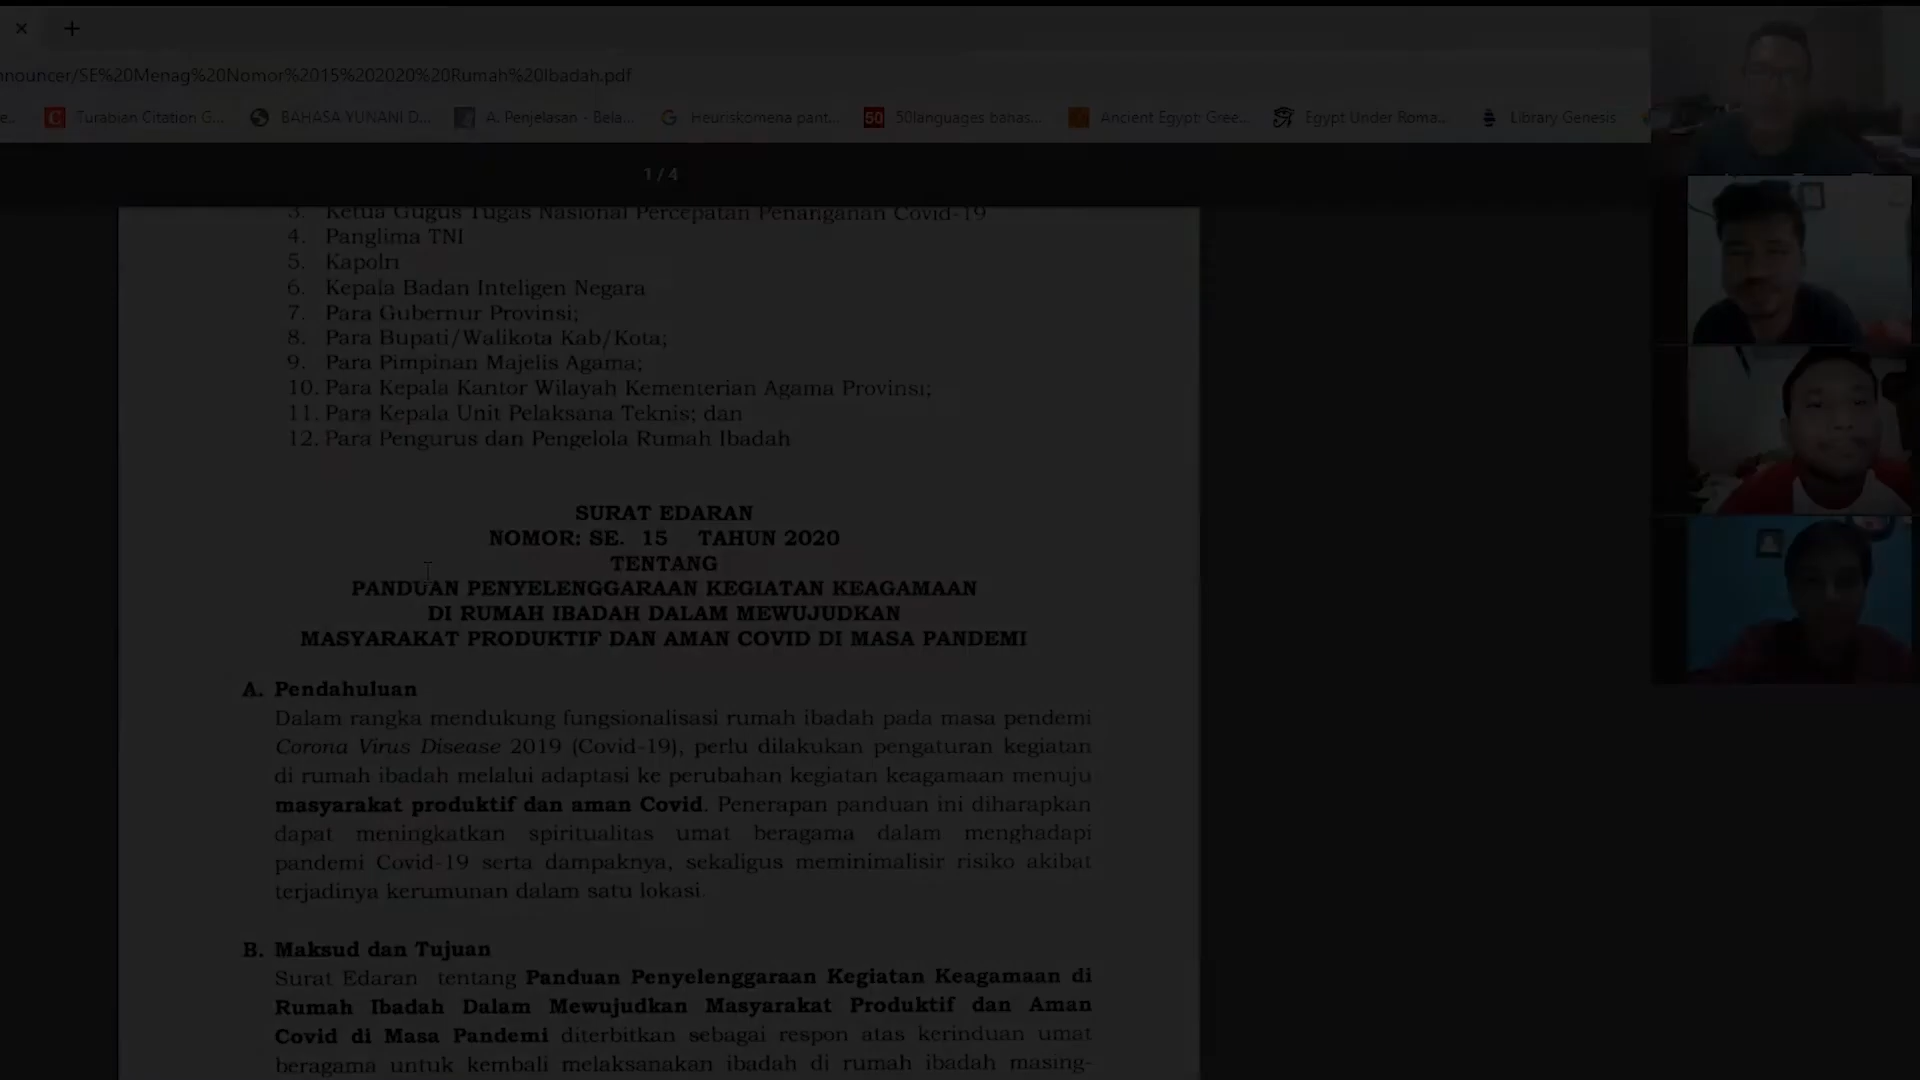 nnouncer/SE%20Menag%20Nomor%2015%202020%20Rumah%20Ibadah.pdf
e... Turabian Citation G... BAHASA YUNANI D... A. Penjelasan - Bela... Heuriskomena pant... 50languages bahas... Ancient Egypt: Gree... Egypt Under Roma... Library Genesis
1 / 4
3. Ketua Gugus Tugas Nasional Percepatan Penanganan Covid-19
4. Panglima TNI
5. Kapolri
6. Kepala Badan Inteligen Negara
7. Para Gubernur Provinsi;
8. Para Bupati/Walikota Kab/Kota;
9. Para Pimpinan Majelis Agama;
10. Para Kepala Kantor Wilayah Kementerian Agama Provinsi;
11. Para Kepala Unit Pelaksana Teknis; dan
12. Para Pengurus dan Pengelola Rumah Ibadah
SURAT EDARAN
NOMOR: SE. 15 TAHUN 2020
TENTANG
PANDUAN PENYELENGGARAAN KEGIATAN KEAGAMAAN
DI RUMAH IBADAH DALAM MEWUJUDKAN
MASYARAKAT PRODUKTIF DAN AMAN COVID DI MASA PANDEMI
A. Pendahuluan
Dalam rangka mendukung fungsionalisasi rumah ibadah pada masa pendemi
Corona Virus Disease 2019 (Covid-19), perlu dilakukan pengaturan kegiatan
di rumah ibadah melalui adaptasi ke perubahan kegiatan keagamaan menuju
masyarakat produktif dan aman Covid. Penerapan panduan ini diharapkan
dapat meningkatkan spiritualitas umat beragama dalam menghadapi
pandemi Covid-19 serta dampaknya, sekaligus meminimalisir risiko akibat
terjadinya kerumunan dalam satu lokasi.
B. Maksud dan Tujuan
Surat Edaran tentang Panduan Penyelenggaraan Kegiatan Keagamaan di
Rumah Ibadah Dalam Mewujudkan Masyarakat Produktif dan Aman
Covid di Masa Pandemi diterbitkan sebagai respon atas kerinduan umat
beragama untuk kembali melaksanakan ibadah di rumah ibadah masing-